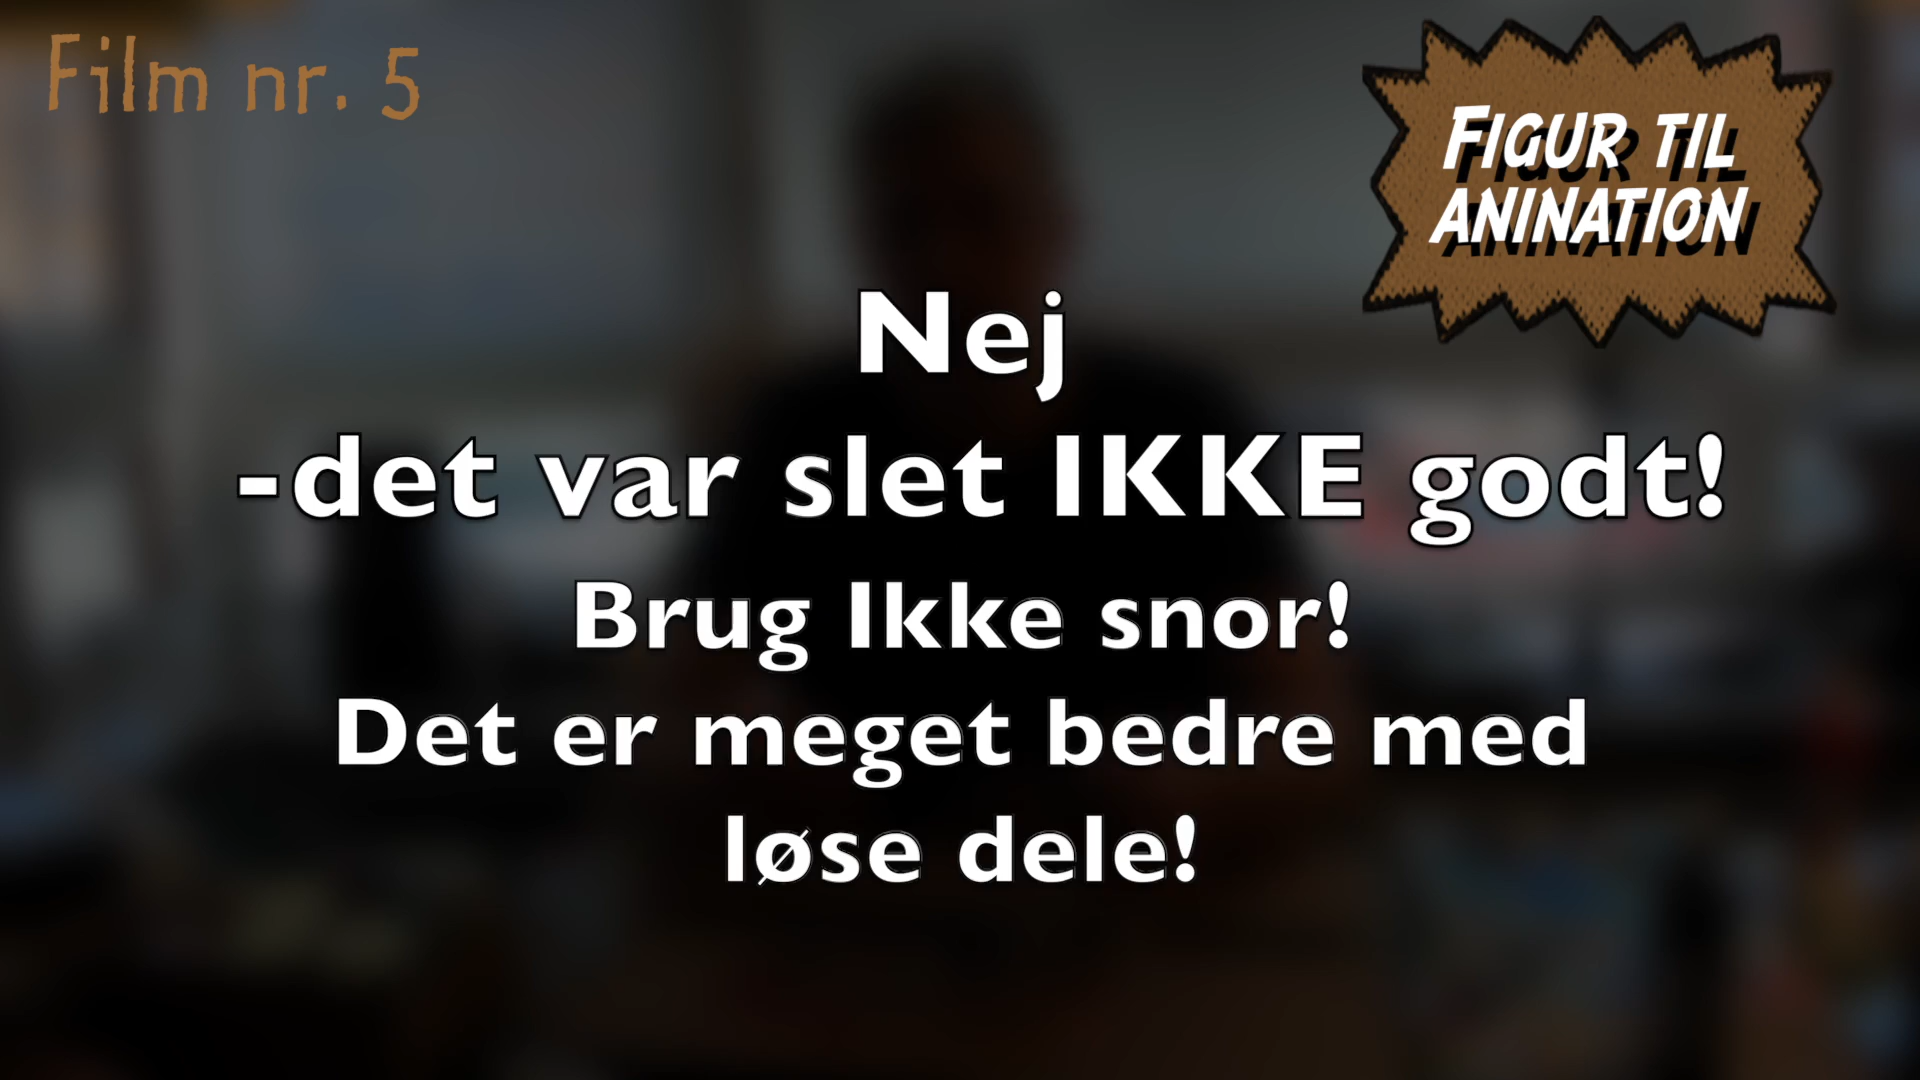 Film nr. 5
FIGUR TIL
ANINATION
Nej
-det var slet IKKE godt!
Brug Ikke snor!
Det er meget bedre med
løse dele!